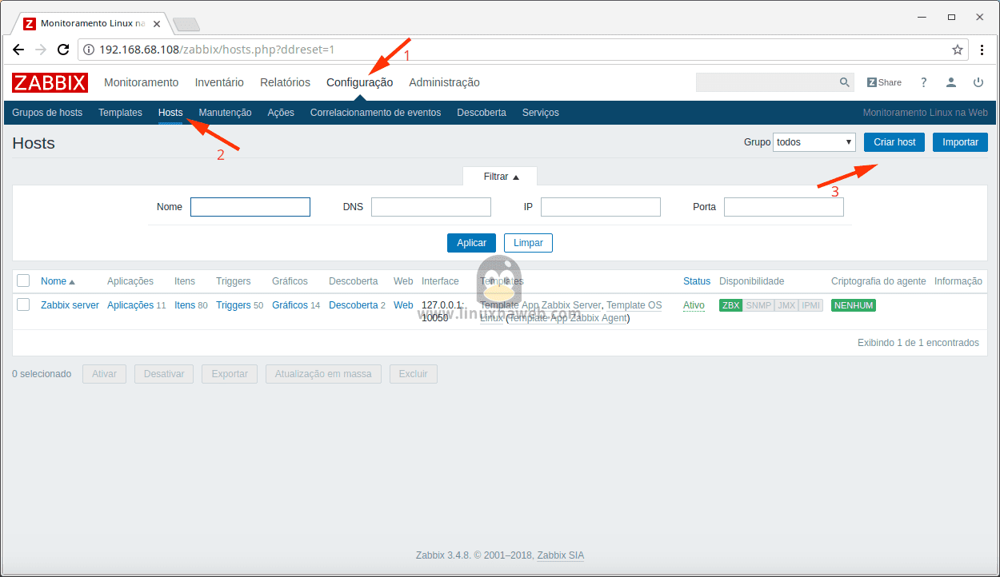 Z Monitoramento Linux na
192.168.68.108/zabbix/hosts.php?ddreset=1
1
ZABBIX Monitoramento Inventário Relatórios Configuração Administração Z Share ?
Grupos de hosts Templates Hosts Manutenção Ações Correlacionamento de eventos Descoberta Serviços Monitoramento Linux na Web
Hosts Grupo todos Criar host Importar
2
3
Filtrar
Nome DNS IP Porta
Aplicar Limpar
Nome Aplicações Itens Triggers Gráficos Descoberta Web Interface Templates Status Disponibilidade Criptografia do agente Informação
Zabbix server Aplicações 11 Itens 80 Triggers 50 Gráficos 14 Descoberta 2 Web 127.0.0.1: Template App Zabbix Server, Template OS Ativo ZBX SNMP JMX IPMI NENHUM
10050 Linux (Template App Zabbix Agent)
www.linuxnaweb.com
Exibindo 1 de 1 encontrados
0 selecionado Ativar Desativar Exportar Atualização em massa Excluir
Zabbix 3.4.8. © 2001–2018, Zabbix SIA